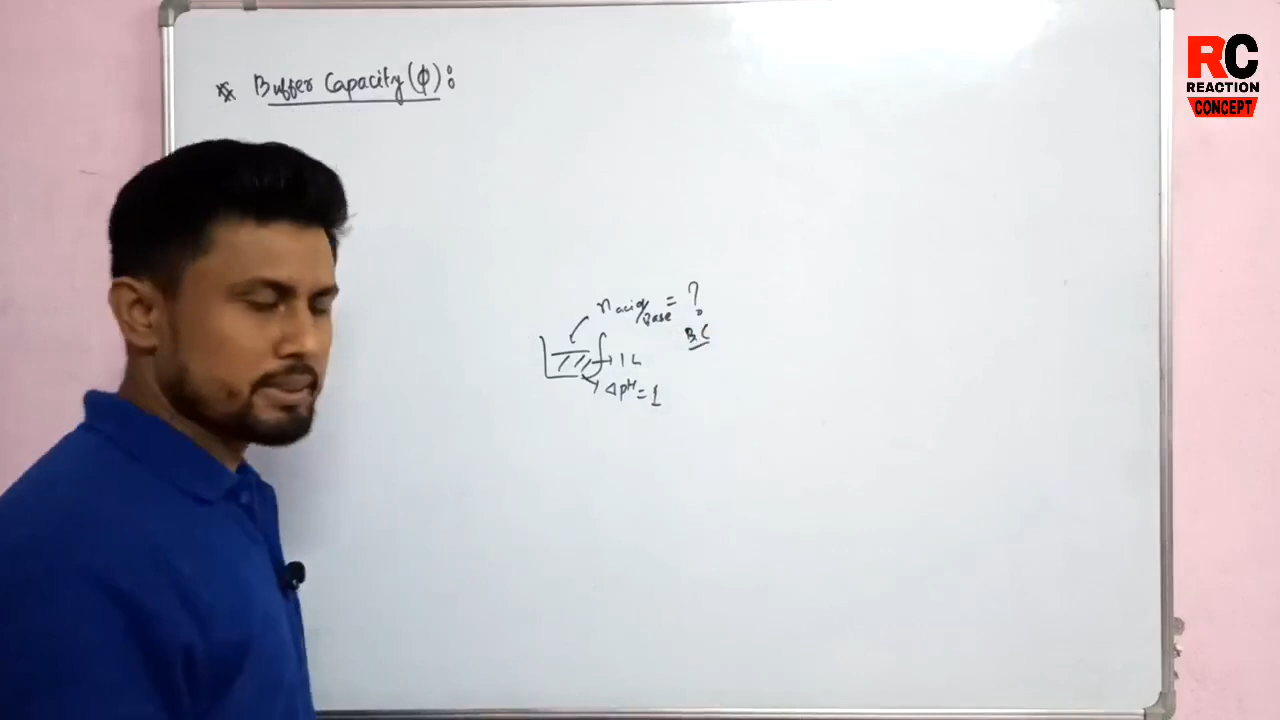 Buffer Capacity (φ):
n acid/Base = ?
B.C
1 L
ΔpH = 1
RC
REACTION
CONCEPT